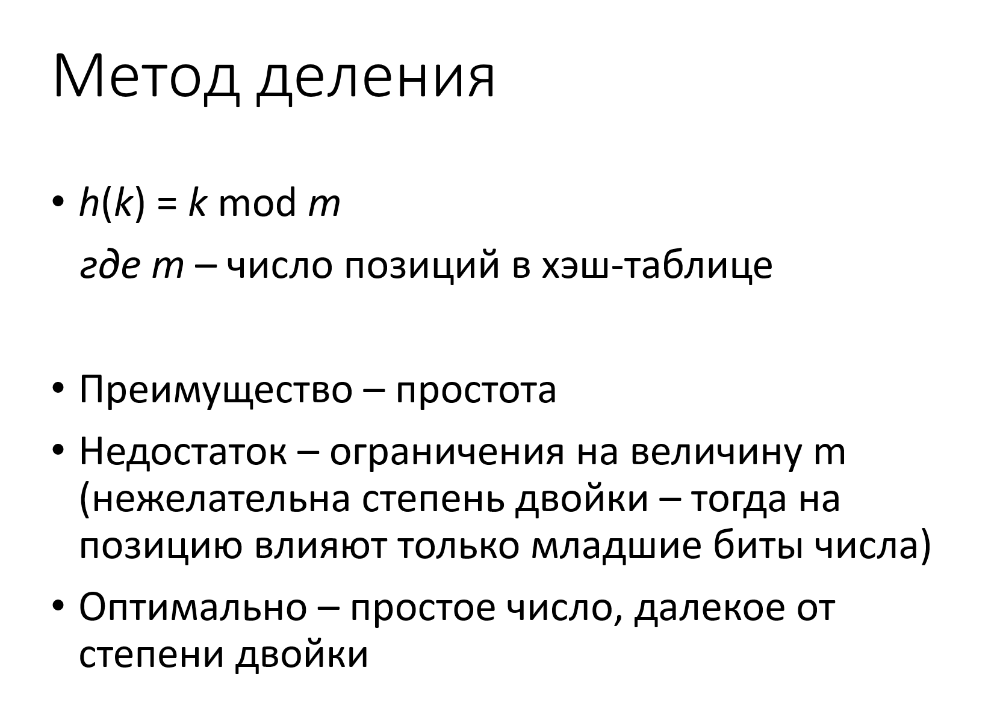 Метод деления
• h(k) = k mod m
где m – число позиций в хэш-таблице
• Преимущество – простота
• Недостаток – ограничения на величину m
(нежелательна степень двойки – тогда на
позицию влияют только младшие биты числа)
• Оптимально – простое число, далекое от
степени двойки